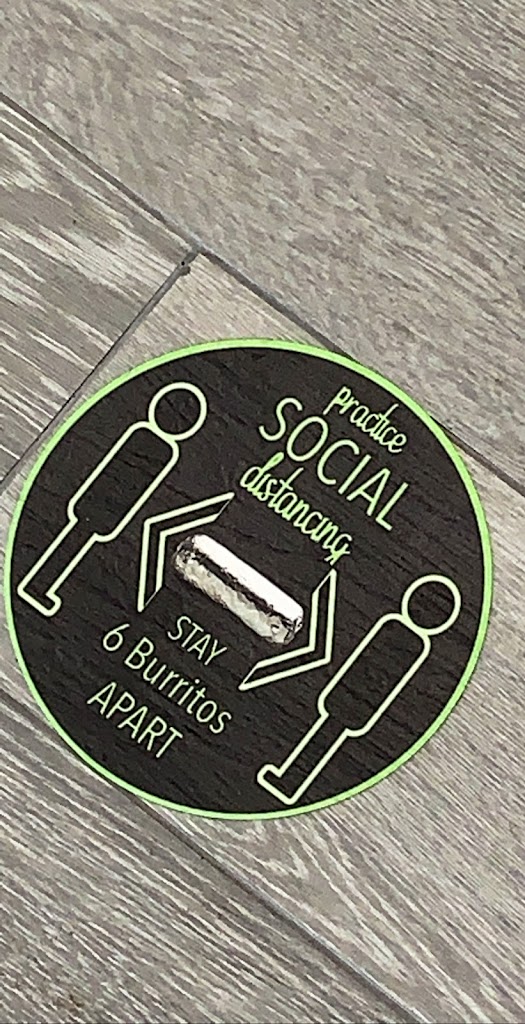 practice
SOCIAL
distancing
STAY
6 Burritos
APART